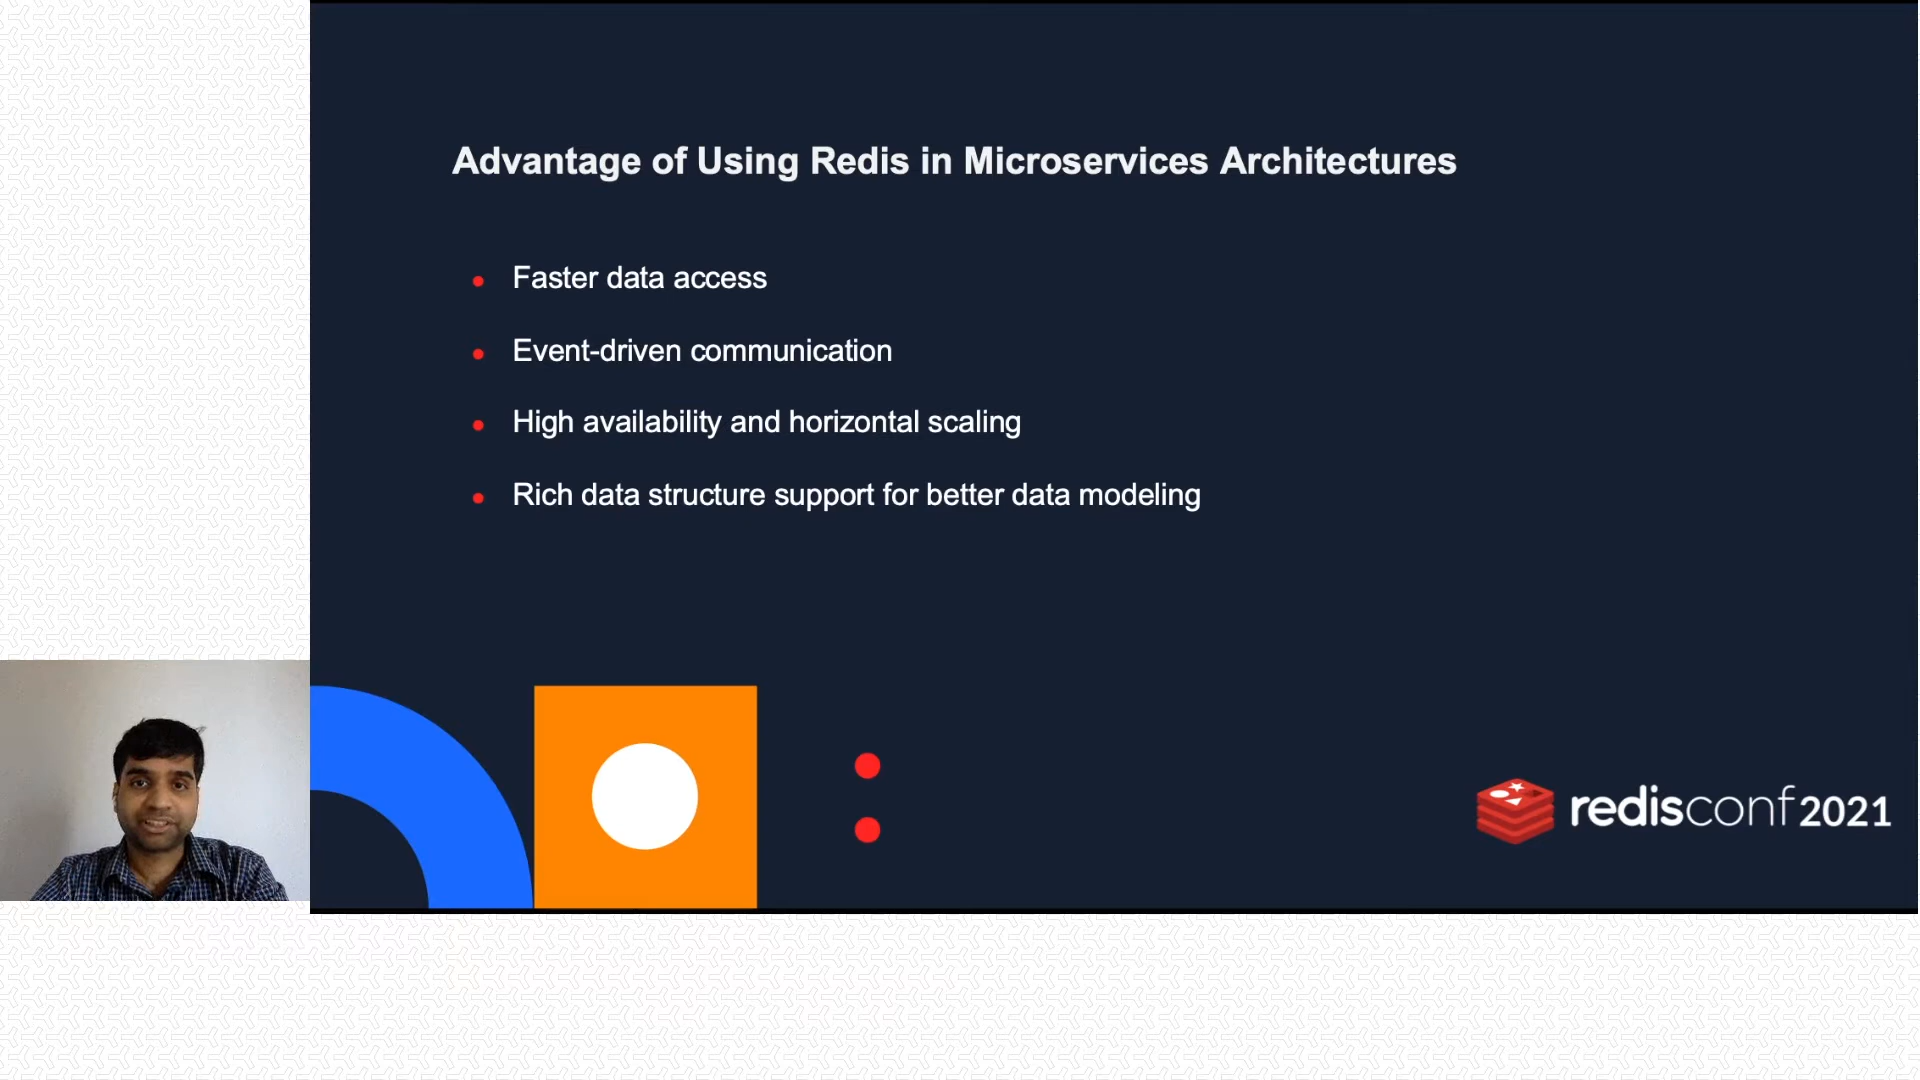 Advantage of Using Redis in Microservices Architectures
Faster data access
Event-driven communication
High availability and horizontal scaling
Rich data structure support for better data modeling
redisconf2021